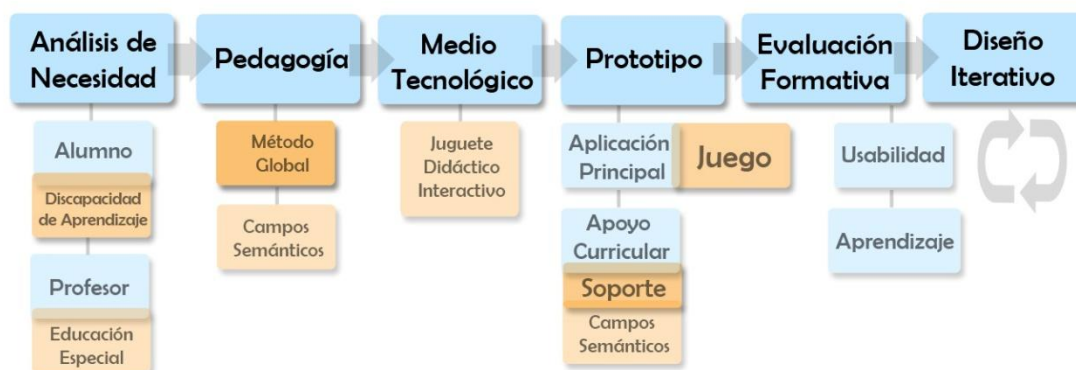 Análisis de
Necesidad
Pedagogía
Medio
Tecnológico
Prototipo
Evaluación
Formativa
Diseño
Iterativo
Alumno
Discapacidad
de Aprendizaje
Profesor
Educación
Especial
Método
Global
Campos
Semánticos
Juguete
Didáctico
Interactivo
Aplicación
Principal
Juego
Apoyo
Curricular
Soporte
Campos
Semánticos
Usabilidad
Aprendizaje